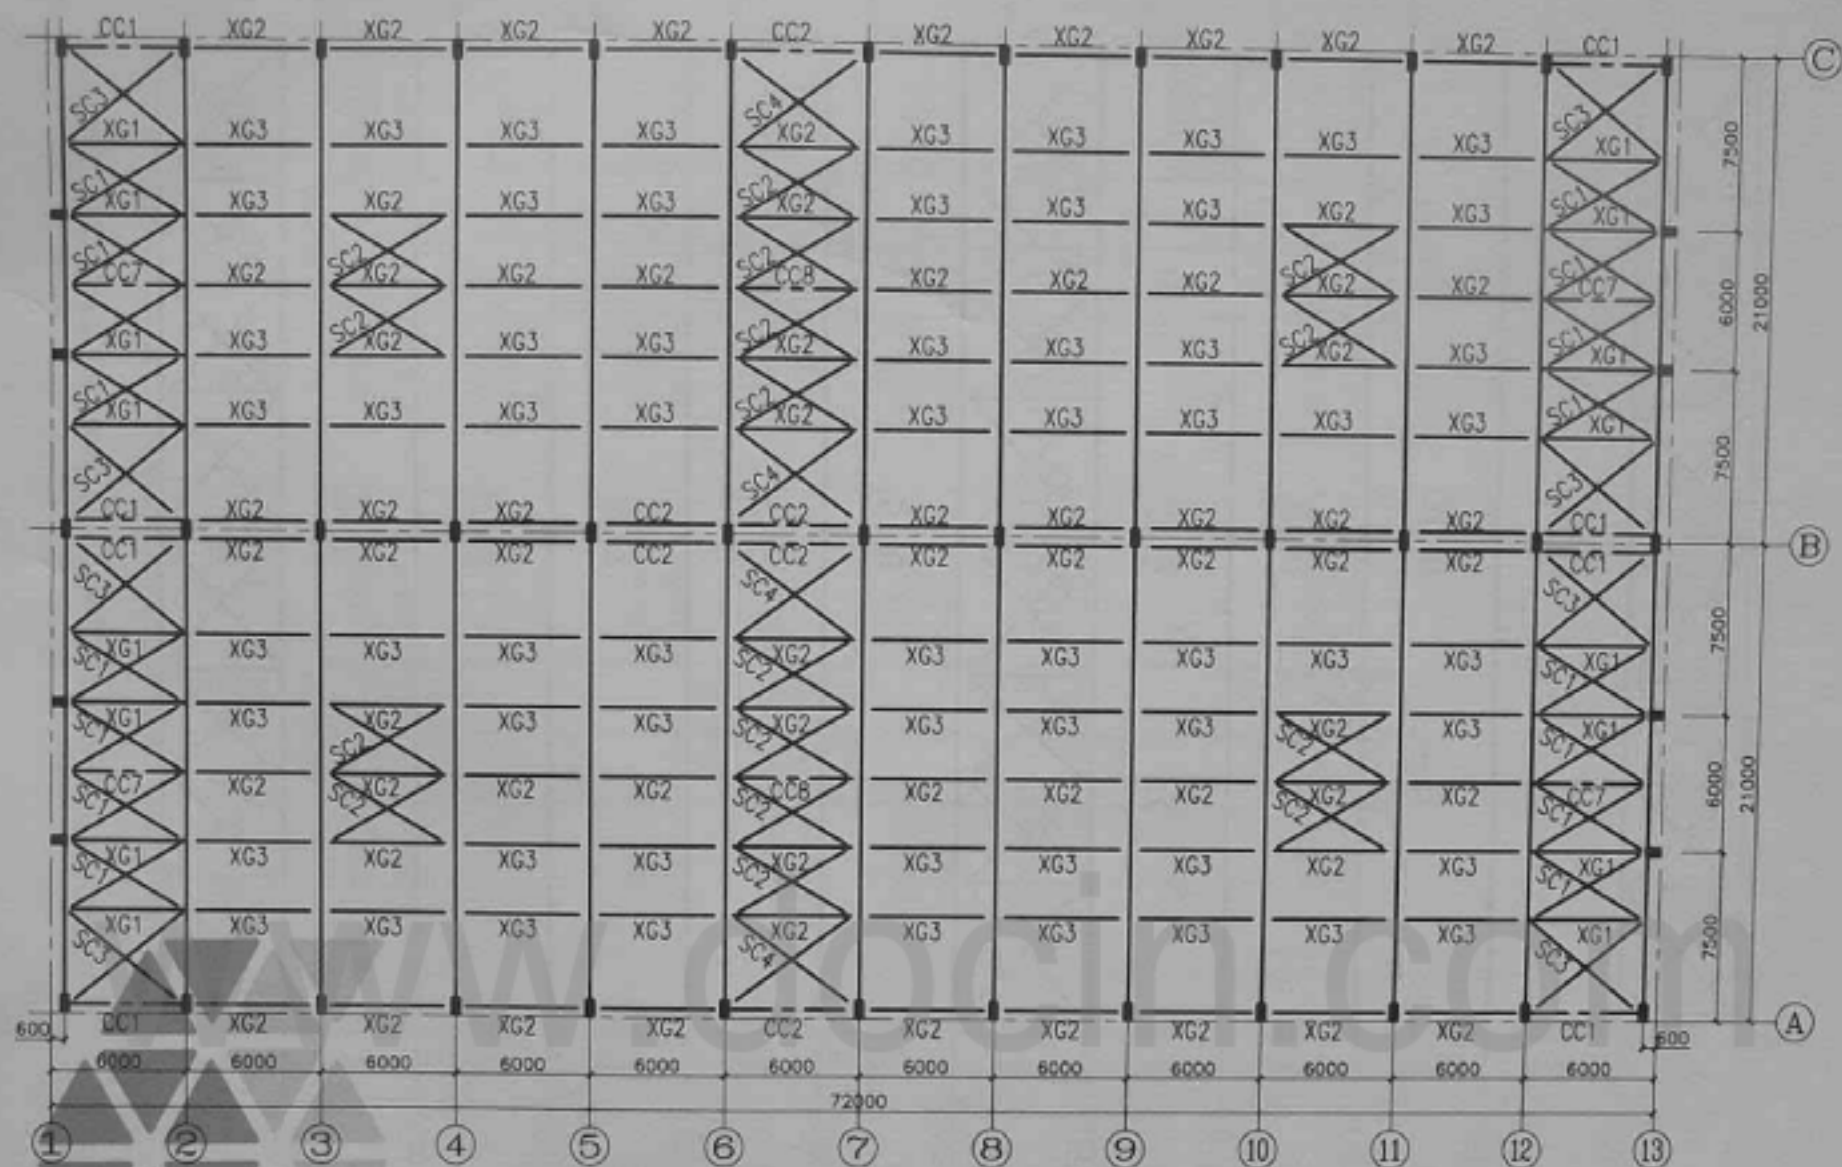 CC1 XG2 XG2 XG2 XG2 CC2 XG2 XG2 XG2 XG2 XG2 CC1 C
SC3 SC4 SC3
XG1 XG3 XG3 XG3 XG3 XG2 XG3 XG3 XG3 XG3 XG3 XG1 7500
SC1 SC2 SC1
XG1 XG3 XG2 XG3 XG3 XG2 XG3 XG3 XG3 XG2 XG3 XG1
SC1 SC2 SC2 SC2 SC1
CC7 XG2 XG2 XG2 XG2 CC8 XG2 XG2 XG2 XG2 XG2 CC7 6000 21000
SC2 SC2 SC2 SC1
XG1 XG3 XG2 XG3 XG3 XG2 XG3 XG3 XG3 XG2 XG3 XG1
SC1 SC2 SC1
XG1 XG3 XG3 XG3 XG3 XG2 XG3 XG3 XG3 XG3 XG3 XG1 7500
SC3 SC4 SC3
CC1 XG2 XG2 XG2 CC2 CC2 XG2 XG2 XG2 XG2 XG2 CC1
B
CC1 XG2 XG2 XG2 CC2 CC2 XG2 XG2 XG2 XG2 XG2 CC1
SC3 SC4 SC3
XG1 XG3 XG3 XG3 XG3 XG2 XG3 XG3 XG3 XG3 XG3 XG1 7500
SC1 SC2 SC1
XG1 XG3 XG2 XG3 XG3 XG2 XG3 XG3 XG3 XG2 XG3 XG1
SC1 SC2 SC2 SC2 SC1
CC7 XG2 XG2 XG2 XG2 CC8 XG2 XG2 XG2 XG2 XG2 CC7 6000 21000
SC1 SC2 SC2 SC2 SC1
XG1 XG3 XG2 XG3 XG3 XG2 XG3 XG3 XG3 XG2 XG3 XG1
SC1 SC2 SC1
XG1 XG3 XG3 XG3 XG3 XG2 XG3 XG3 XG3 XG3 XG3 XG1 7500
SC3 SC4 SC3
www.docin.com
600 CC1 XG2 XG2 XG2 XG2 CC2 XG2 XG2 XG2 XG2 XG2 CC1 600 A
6000 6000 6000 6000 6000 6000 6000 6000 6000 6000 6000 6000
72000
1 2 3 4 5 6 7 8 9 10 11 12 13